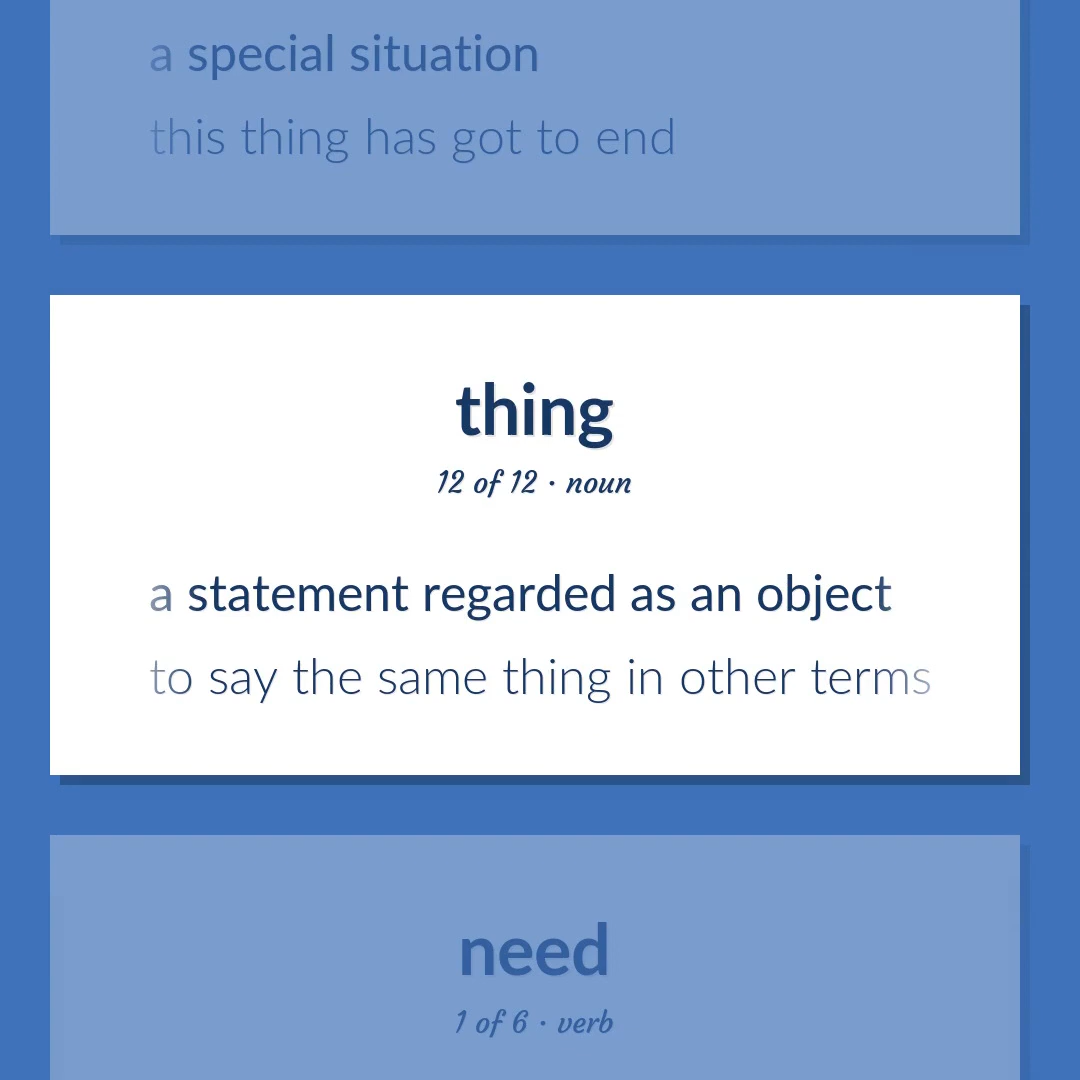 a special situation
this thing has got to end
thing
12 of 12 · noun
a statement regarded as an object
to say the same thing in other terms
need
1 of 6 · verb